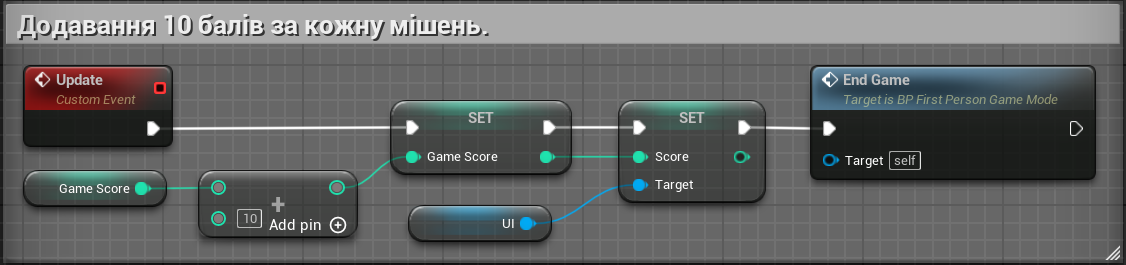 Додавання 10 балів за кожну мішень.
Update
Custom Event
Game Score
10
Add pin
SET
Game Score
UI
SET
Score
Target
End Game
Target is BP First Person Game Mode
Target self